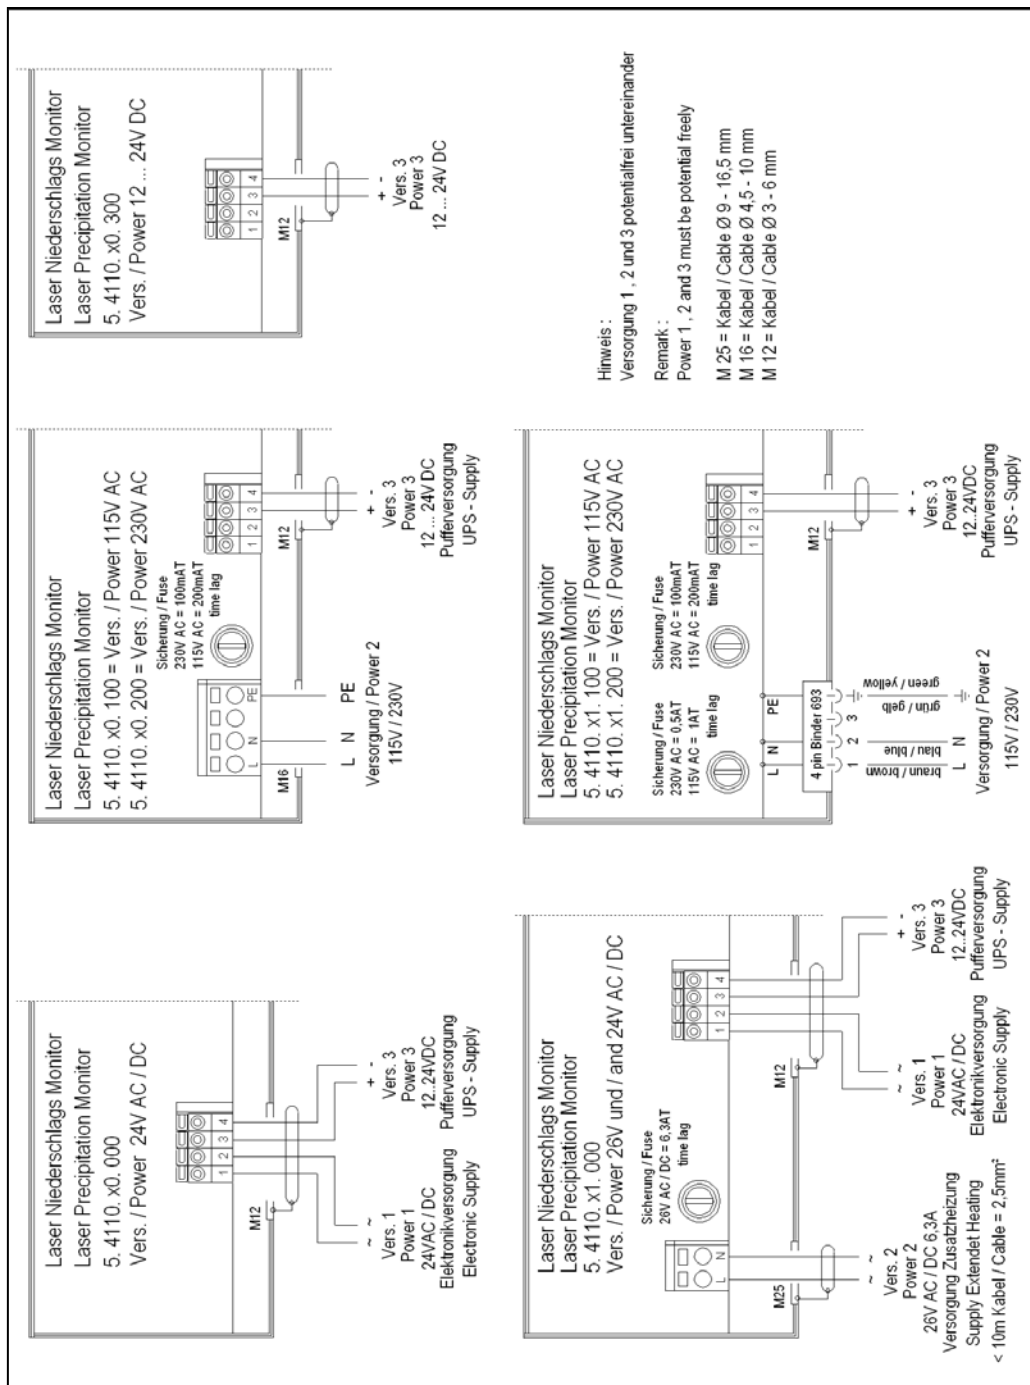 Laser Niederschlags Monitor
Laser Precipitation Monitor
5. 4110. x0. 000
Vers. / Power 24V AC / DC
1 2 3 4
M12
~ ~
Vers. 1
Power 1
24VAC / DC
Elektronikversorgung
Electronic Supply
+ -
Vers. 3
Power 3
12...24VDC
Pufferversorgung
UPS - Supply
Laser Niederschlags Monitor
Laser Precipitation Monitor
5. 4110. x0. 100 = Vers. / Power 115V AC
5. 4110. x0. 200 = Vers. / Power 230V AC
Sicherung / Fuse
230V AC = 100mAT
115V AC = 200mAT
time lag
L N PE
1 2 3 4
M16
M12
L N PE
Versorgung / Power 2
115V / 230V
+ -
Vers. 3
Power 3
12 ... 24V DC
Pufferversorgung
UPS - Supply
Laser Niederschlags Monitor
Laser Precipitation Monitor
5. 4110. x0. 300
Vers. / Power 12 ... 24V DC
1 2 3 4
M12
+ -
Vers. 3
Power 3
12 ... 24V DC
Laser Niederschlags Monitor
Laser Precipitation Monitor
5. 4110. x1. 000
Vers. / Power 26V und / and 24V AC / DC
Sicherung / Fuse
26V AC / DC = 6,3AT
time lag
L N
1 2 3 4
M25
M12
~ ~
Vers. 2
Power 2
26V AC / DC 6,3A
Versorgung Zusatzheizung
Supply Extendet Heating
< 10m Kabel / Cable = 2,5mm²
~ ~
Vers. 1
Power 1
24VAC / DC
Elektronikversorgung
Electronic Supply
+ -
Vers. 3
Power 3
12...24VDC
Pufferversorgung
UPS - Supply
Laser Niederschlags Monitor
Laser Precipitation Monitor
5. 4110. x1. 100 = Vers. / Power 115V AC
5. 4110. x1. 200 = Vers. / Power 230V AC
Sicherung / Fuse
230V AC = 0,5AT
115V AC = 1AT
time lag
Sicherung / Fuse
230V AC = 100mAT
115V AC = 200mAT
time lag
L N PE
4 pin Binder 693
1 2 3
1 2 3 4
M12
braun / brown
blau / blue
grün / gelb
green / yellow
L N
Versorgung / Power 2
115V / 230V
+ -
Vers. 3
Power 3
12...24VDC
Pufferversorgung
UPS - Supply
Hinweis :
Versorgung 1 , 2 und 3 potentialfrei untereinander
Remark :
Power 1 , 2 and 3 must be potential freely
M 25 = Kabel / Cable Ø 9 - 16,5 mm
M 16 = Kabel / Cable Ø 4,5 - 10 mm
M 12 = Kabel / Cable Ø 3 - 6 mm